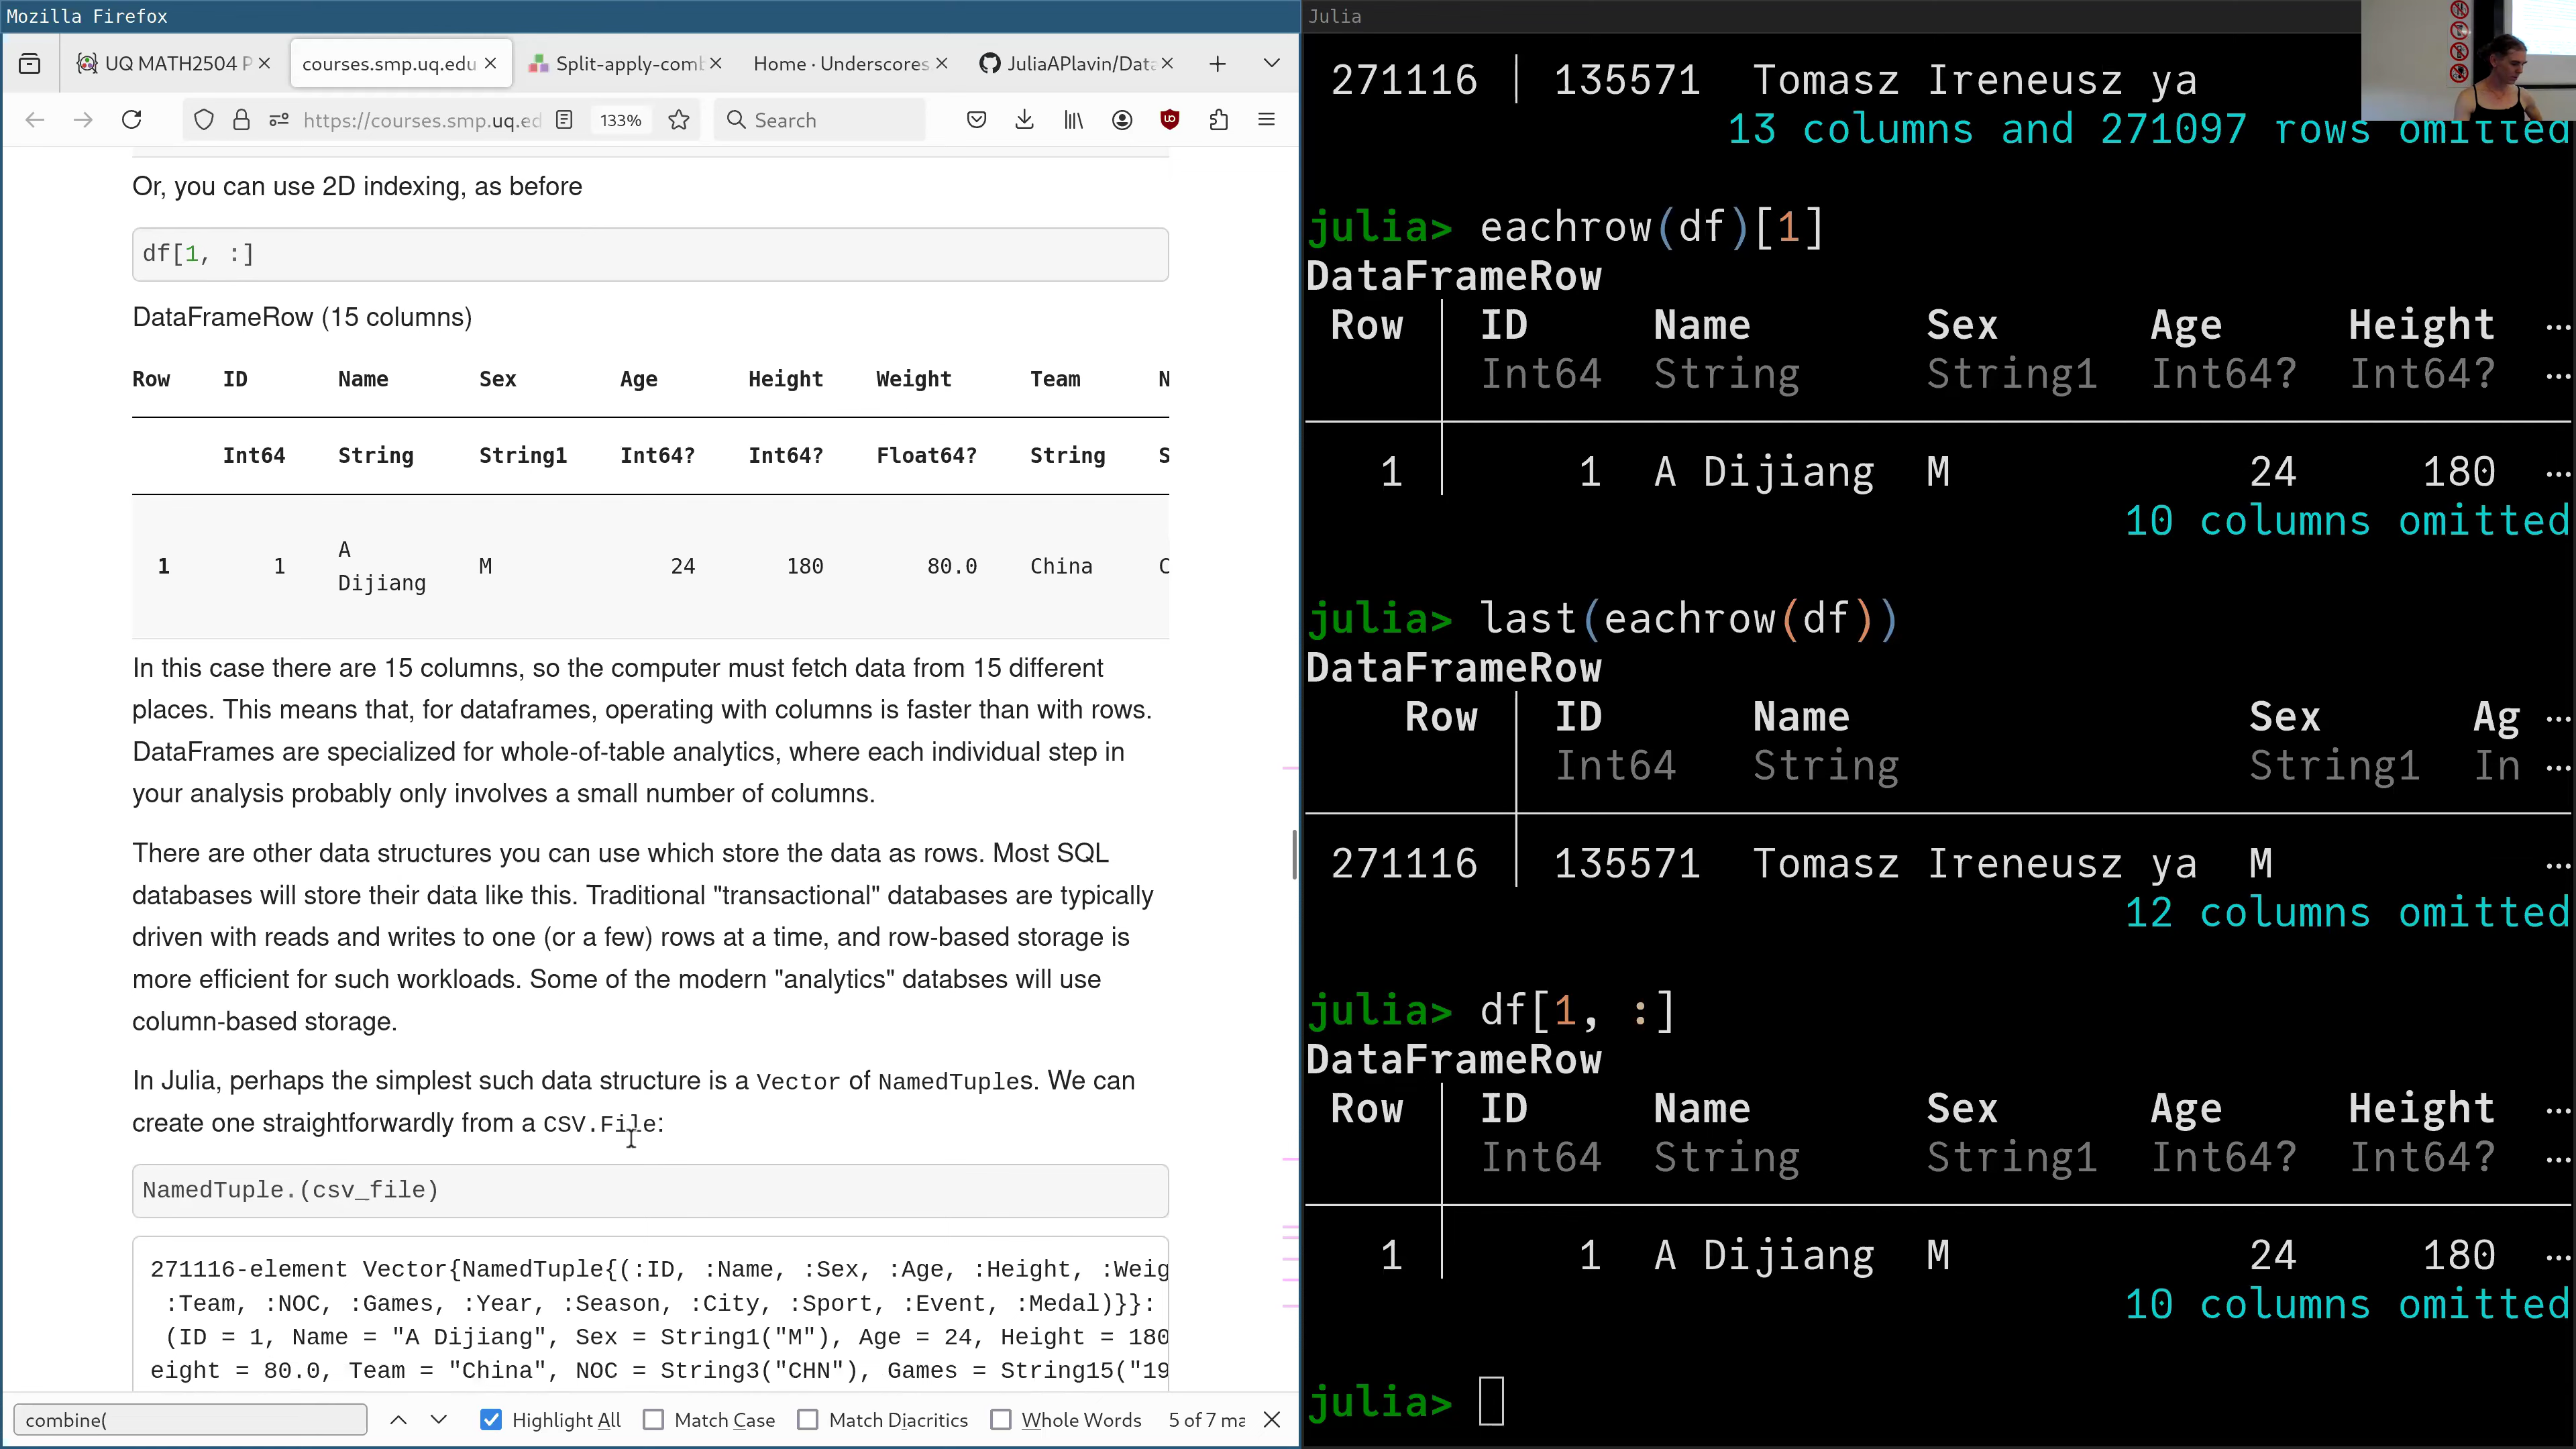 Mozilla Firefox
UQ MATH2504 P
courses.smp.uq.edu
Split-apply-comb
Home · Underscores.
JuliaAPlavin/Data
https://courses.smp.uq.ed
133%
Search
Or, you can use 2D indexing, as before
df[1, :]
DataFrameRow (15 columns)
Row ID Name Sex Age Height Weight Team N
Int64 String String1 Int64? Int64? Float64? String S
1 1 A Dijiang M 24 180 80.0 China C
In this case there are 15 columns, so the computer must fetch data from 15 different
places. This means that, for dataframes, operating with columns is faster than with rows.
DataFrames are specialized for whole-of-table analytics, where each individual step in
your analysis probably only involves a small number of columns.
There are other data structures you can use which store the data as rows. Most SQL
databases will store their data like this. Traditional "transactional" databases are typically
driven with reads and writes to one (or a few) rows at a time, and row-based storage is
more efficient for such workloads. Some of the modern "analytics" databses will use
column-based storage.
In Julia, perhaps the simplest such data structure is a Vector of NamedTuples. We can
create one straightforwardly from a CSV.File:
NamedTuple.(csv_file)
271116-element Vector{NamedTuple{(:ID, :Name, :Sex, :Age, :Height, :Weig
:Team, :NOC, :Games, :Year, :Season, :City, :Sport, :Event, :Medal)}}:
(ID = 1, Name = "A Dijiang", Sex = String1("M"), Age = 24, Height = 180
eight = 80.0, Team = "China", NOC = String3("CHN"), Games = String15("19
combine(
Highlight All
Match Case
Match Diacritics
Whole Words
5 of 7 ma
Julia
271116 135571 Tomasz Ireneusz ya
13 columns and 271097 rows omitted
julia> eachrow(df)[1]
DataFrameRow
Row ID Name Sex Age Height …
Int64 String String1 Int64? Int64? …
1 1 A Dijiang M 24 180 …
10 columns omitted
julia> last(eachrow(df))
DataFrameRow
Row ID Name Sex Ag …
Int64 String String1 In …
271116 135571 Tomasz Ireneusz ya M …
12 columns omitted
julia> df[1, :]
DataFrameRow
Row ID Name Sex Age Height …
Int64 String String1 Int64? Int64? …
1 1 A Dijiang M 24 180 …
10 columns omitted
julia>